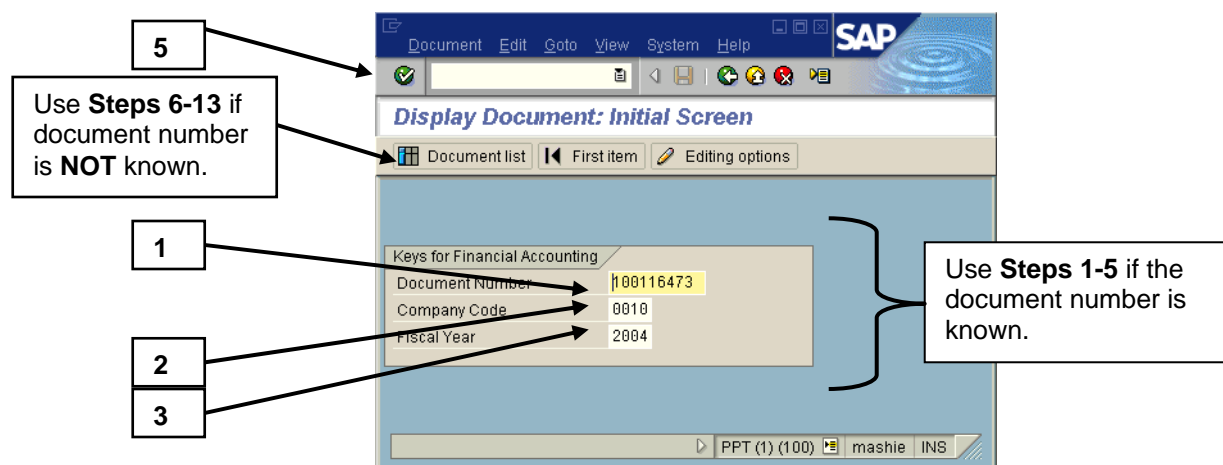 5
Document Edit Goto View System Help
SAP
Use Steps 6-13 if
document number
is NOT known.
Display Document: Initial Screen
Document list First item Editing options
1
Keys for Financial Accounting
Document Number 100116473
Company Code 0010
Fiscal Year 2004
Use Steps 1-5 if the
document number is
known.
2
3
PPT (1) (100) mashie INS